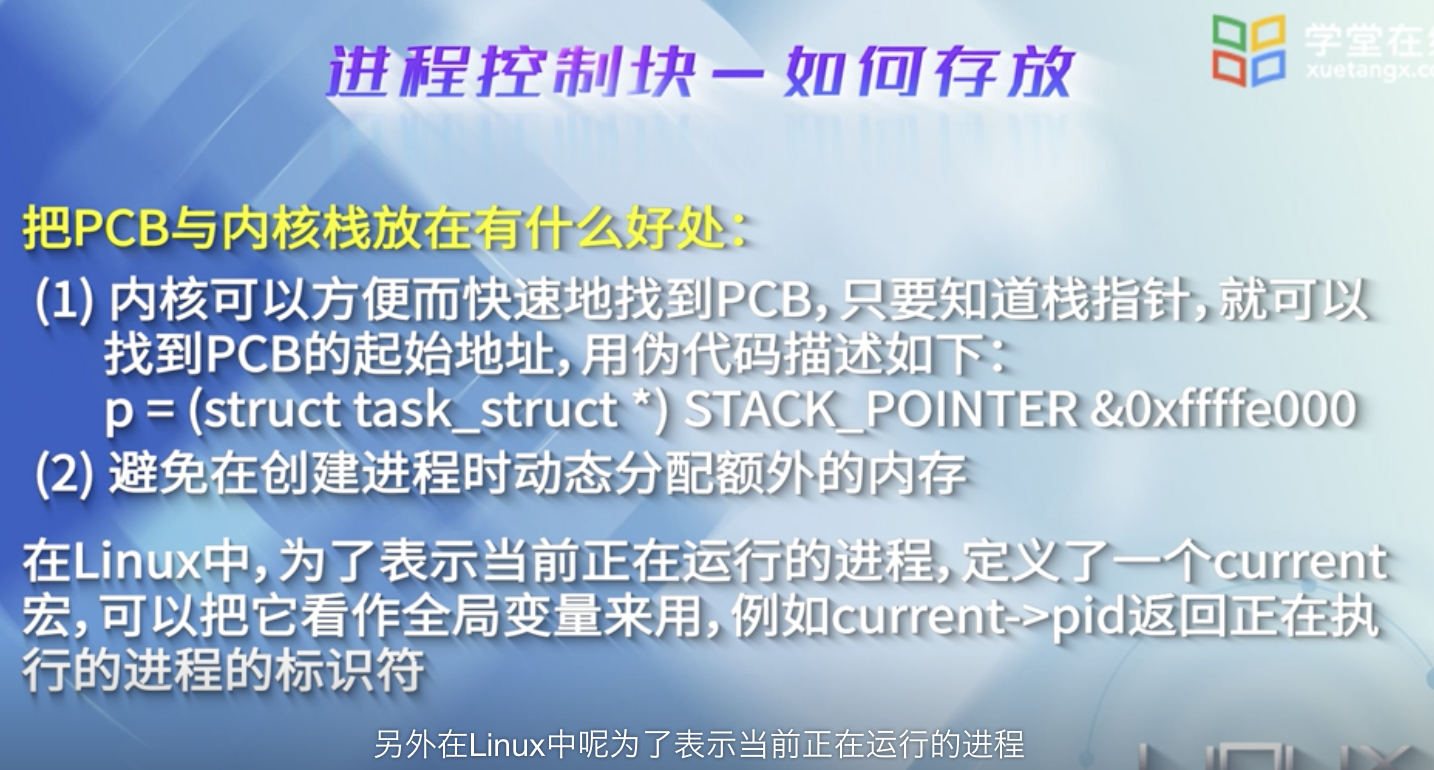 进程控制块—如何存放
学堂在线
xuetangx.co
把PCB与内核栈放在有什么好处：
(1) 内核可以方便而快速地找到PCB，只要知道栈指针，就可以
找到PCB的起始地址，用伪代码描述如下：
p = (struct task_struct *) STACK_POINTER &0xffffe000
(2) 避免在创建进程时动态分配额外的内存
在Linux中，为了表示当前正在运行的进程，定义了一个current
宏，可以把它看作全局变量来用，例如current->pid返回正在执
行的进程的标识符
另外在Linux中呢为了表示当前正在运行的进程